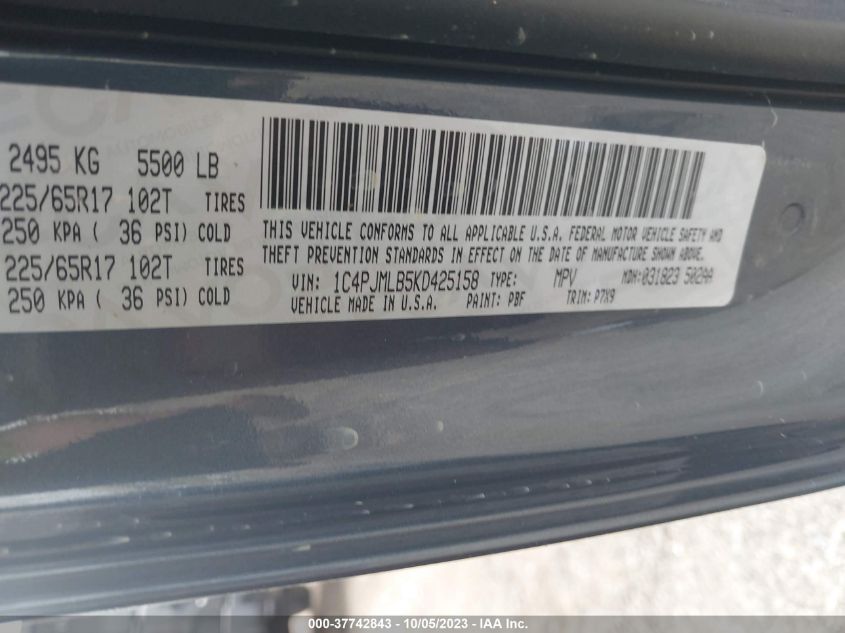 2495 KG 5500 LB
225/65R17 102T TIRES
250 KPA ( 36 PSI) COLD
225/65R17 102T TIRES
250 KPA ( 36 PSI) COLD
THIS VEHICLE CONFORMS TO ALL APPLICABLE U.S.A. FEDERAL MOTOR VEHICLE SAFETY AND
THEFT PREVENTION STANDARDS IN EFFECT ON THE DATE OF MANUFACTURE SHOWN ABOVE.
VIN: 1C4PJMLB5KD425158 TYPE: MPV MDH:031823 502AA
VEHICLE MADE IN U.S.A. PAINT: PBF TRIM: P7X9
000-37742843 - 10/05/2023 - IAA Inc.